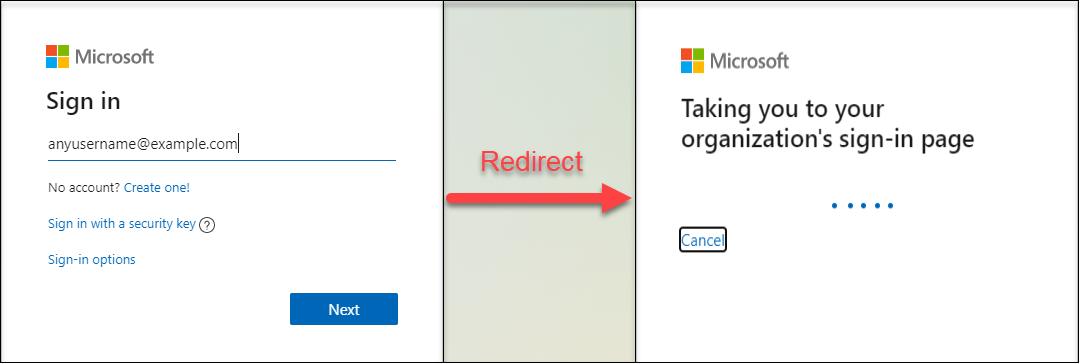 Microsoft
Sign in
anyusername@example.com
No account? Create one!
Sign in with a security key ?
Sign-in options
Next
Redirect
Microsoft
Taking you to your
organization's sign-in page
Cancel